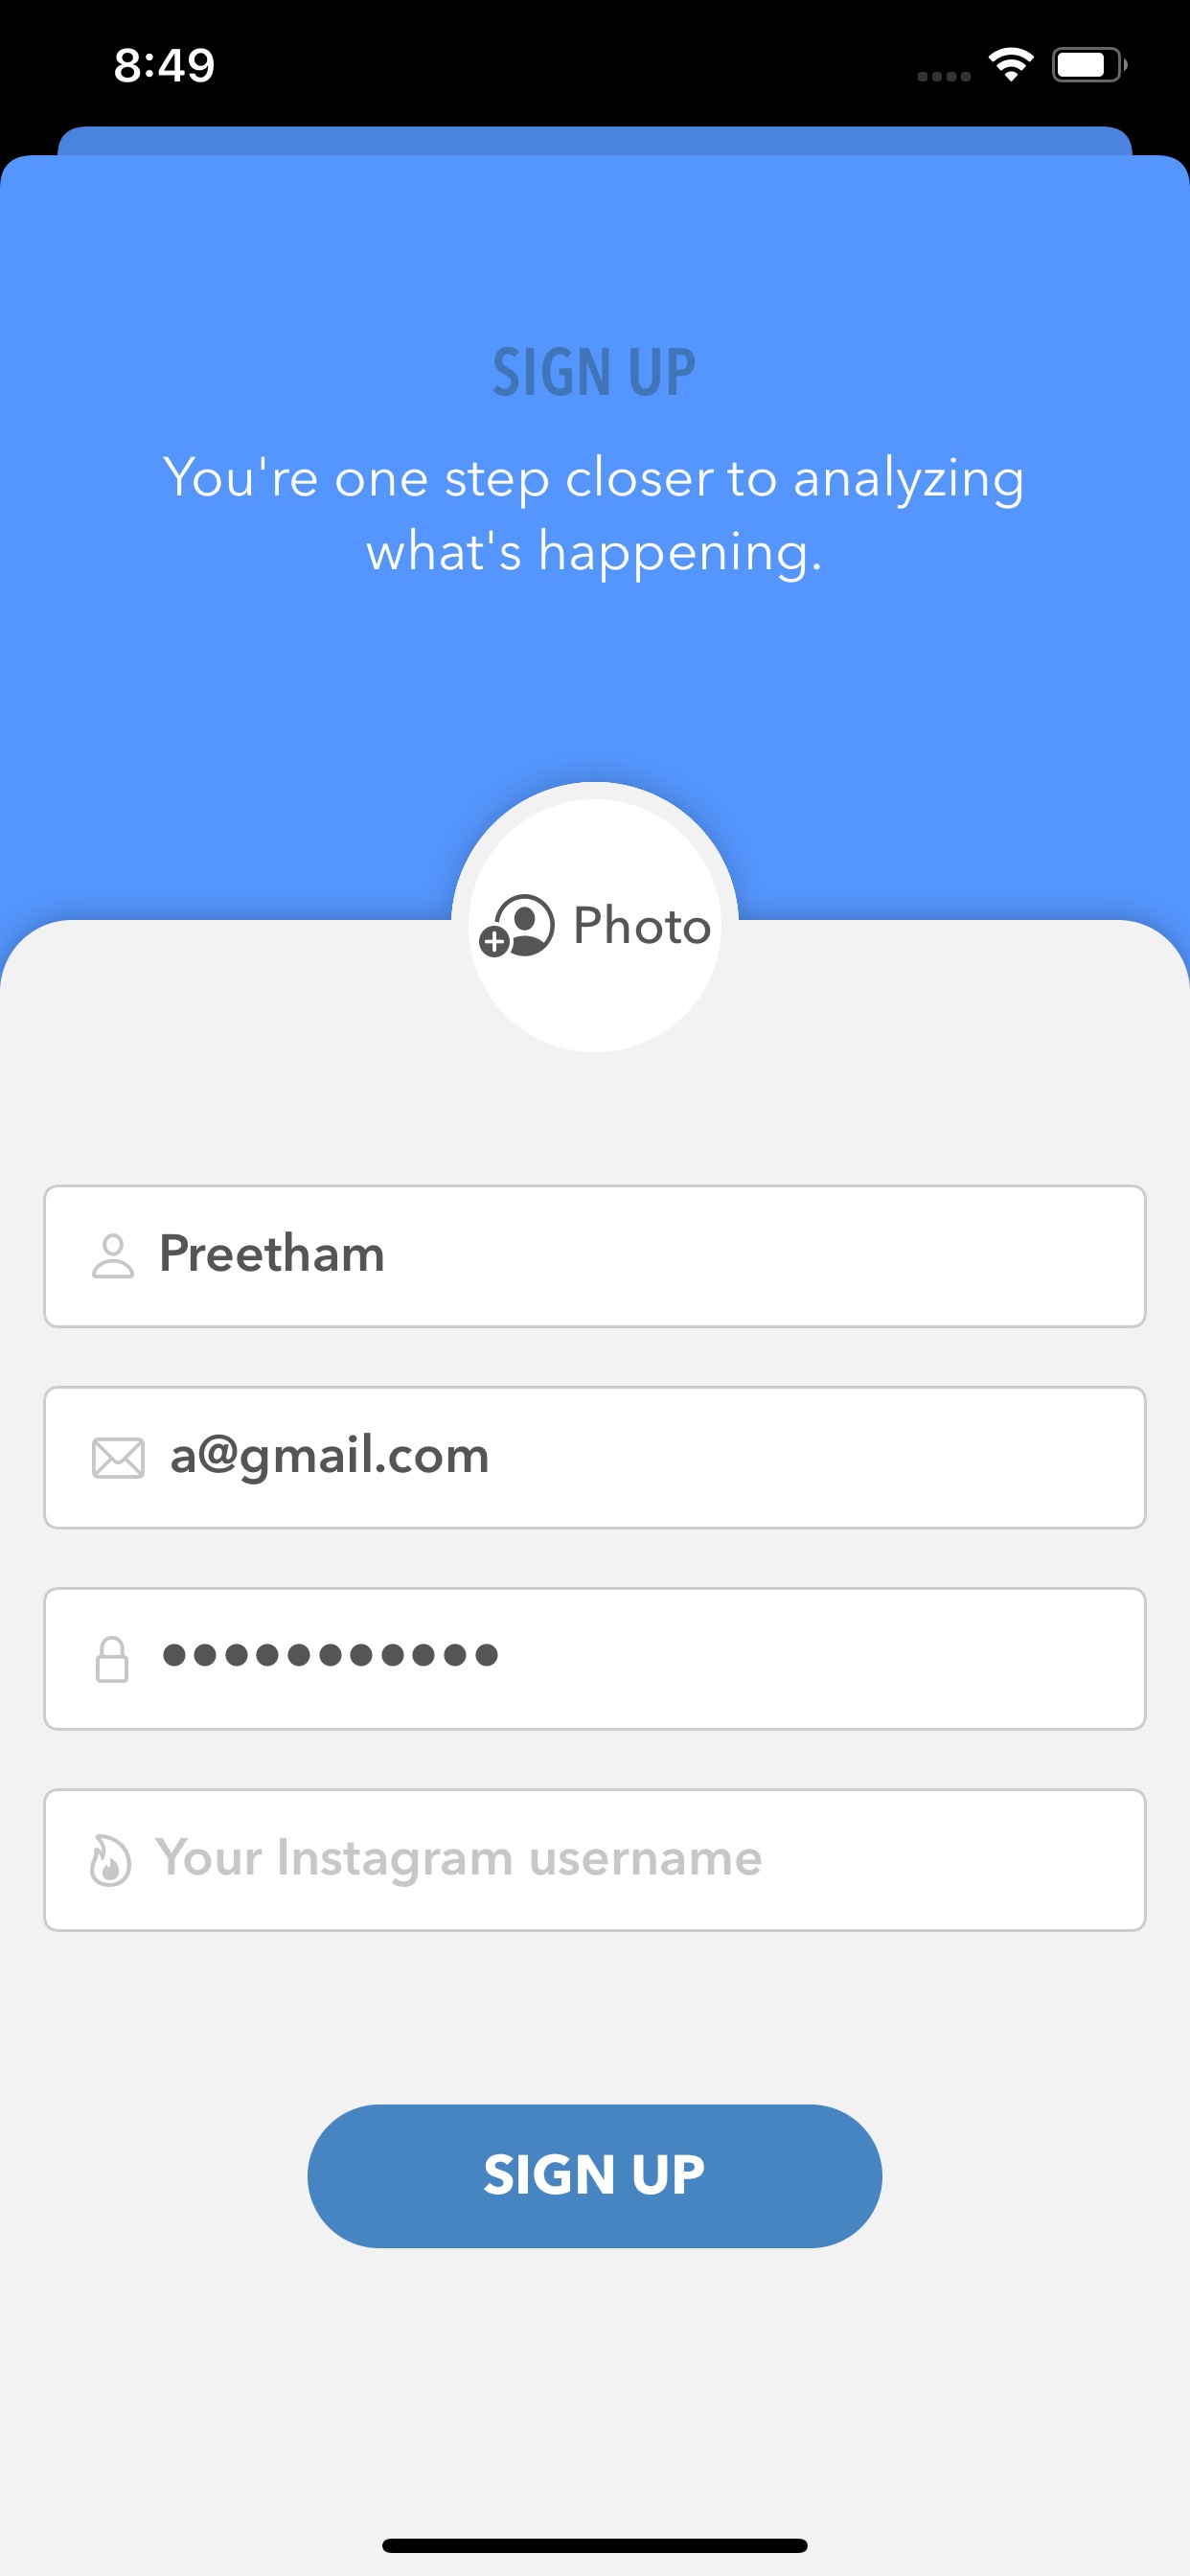 8:49
SIGN UP
You're one step closer to analyzing
what's happening.
Photo
Preetham
a@gmail.com
•••••••••••
Your Instagram username
SIGN UP